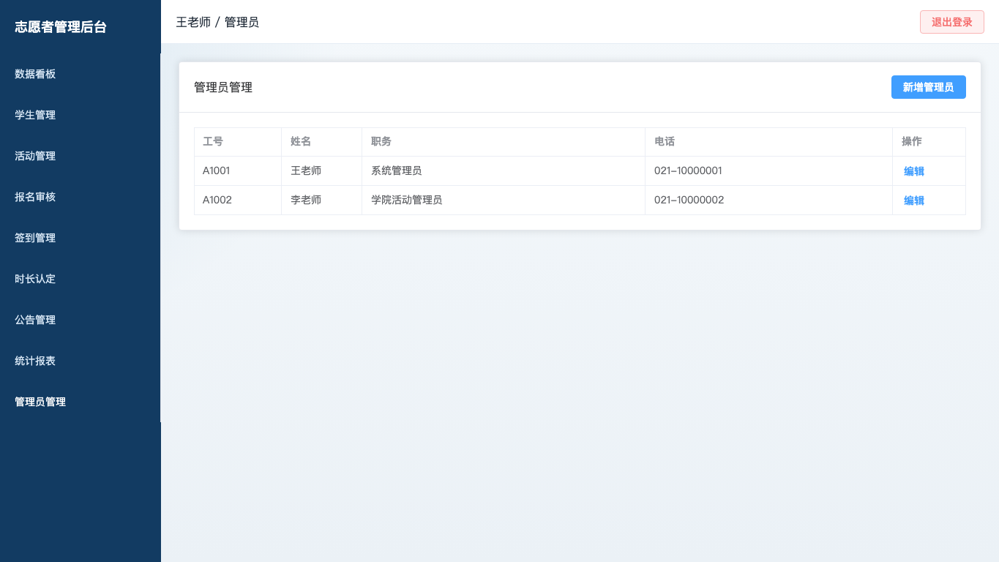 志愿者管理后台
数据看板
学生管理
活动管理
报名审核
签到管理
时长认定
公告管理
统计报表
管理员管理
王老师 / 管理员
退出登录
管理员管理
新增管理员
工号 姓名 职务 电话 操作
A1001 王老师 系统管理员 021-10000001 编辑
A1002 李老师 学院活动管理员 021-10000002 编辑